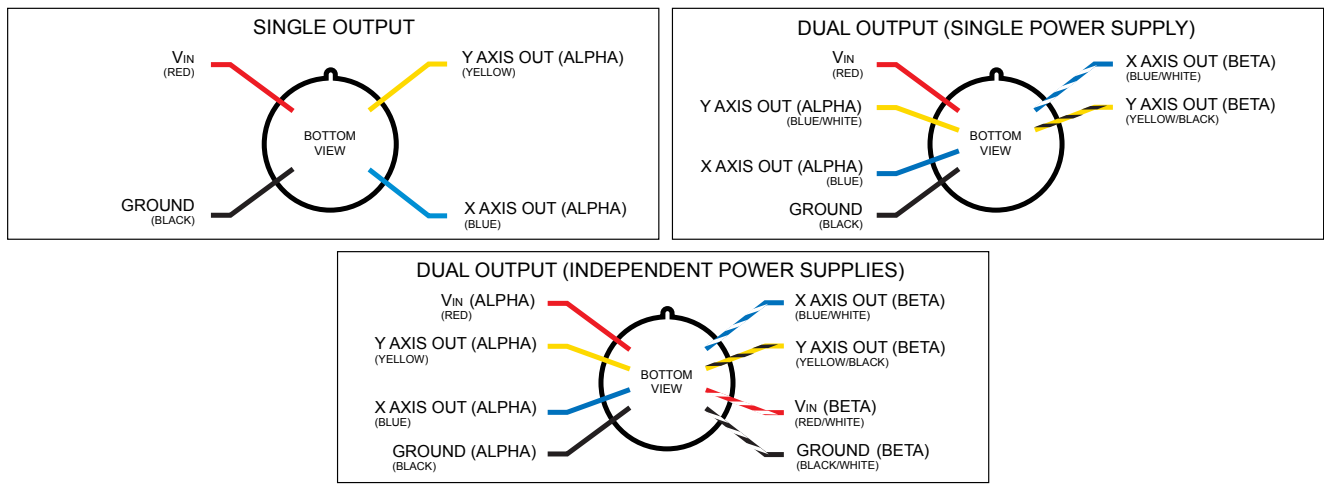 SINGLE OUTPUT
VIN
(RED)
Y AXIS OUT (ALPHA)
(YELLOW)
BOTTOM
VIEW
GROUND
(BLACK)
X AXIS OUT (ALPHA)
(BLUE)
DUAL OUTPUT (SINGLE POWER SUPPLY)
VIN
(RED)
Y AXIS OUT (ALPHA)
(BLUE/WHITE)
X AXIS OUT (ALPHA)
(BLUE)
GROUND
(BLACK)
BOTTOM
VIEW
X AXIS OUT (BETA)
(BLUE/WHITE)
Y AXIS OUT (BETA)
(YELLOW/BLACK)
DUAL OUTPUT (INDEPENDENT POWER SUPPLIES)
VIN (ALPHA)
(RED)
Y AXIS OUT (ALPHA)
(YELLOW)
X AXIS OUT (ALPHA)
(BLUE)
GROUND (ALPHA)
(BLACK)
BOTTOM
VIEW
X AXIS OUT (BETA)
(BLUE/WHITE)
Y AXIS OUT (BETA)
(YELLOW/BLACK)
VIN (BETA)
(RED/WHITE)
GROUND (BETA)
(BLACK/WHITE)